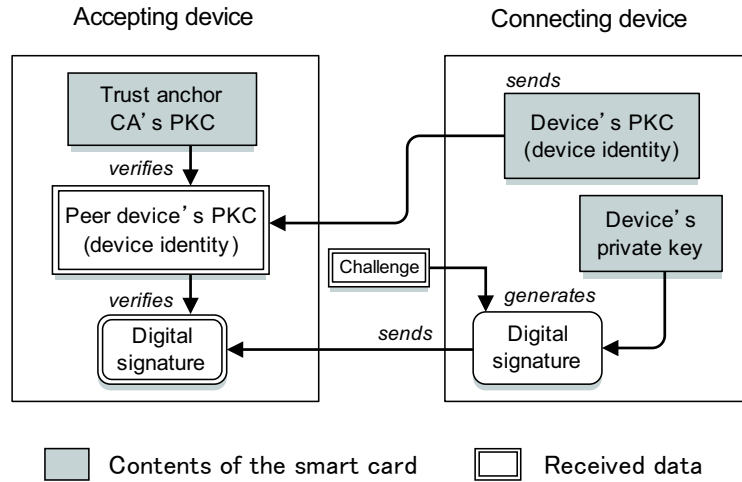 Accepting device
Connecting device
Trust anchor
CA's PKC
verifies
Peer device's PKC
(device identity)
verifies
Digital
signature
sends
Device's PKC
(device identity)
Device's
private key
Challenge
generates
Digital
signature
sends
Contents of the smart card
Received data